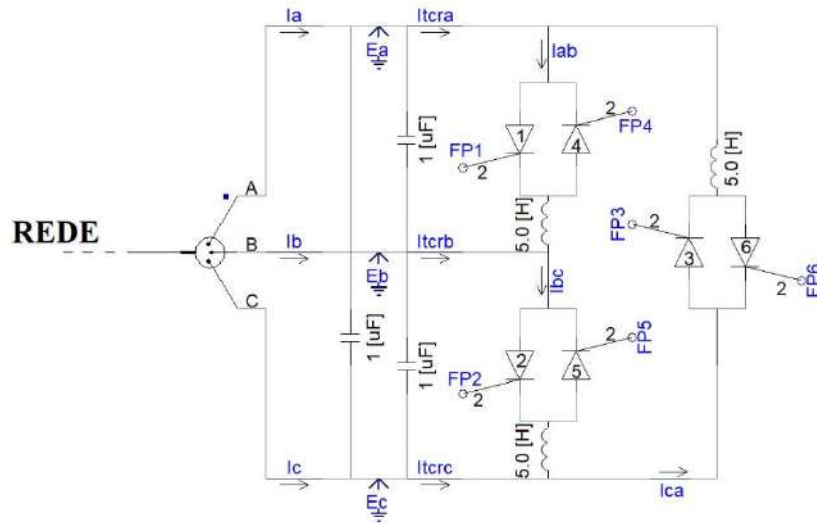 Ia
Itcra
Ea
Iab
1 [uF]
FP1
2
1
4
2
FP4
5.0 [H]
5.0 [H]
A
REDE
B
C
Ib
Eb
Itcrb
FP3
2
3
6
2
FP6
Ibc
1 [uF]
1 [uF]
FP2
2
2
5
2
FP5
5.0 [H]
Ic
Ec
Itcrc
Ica